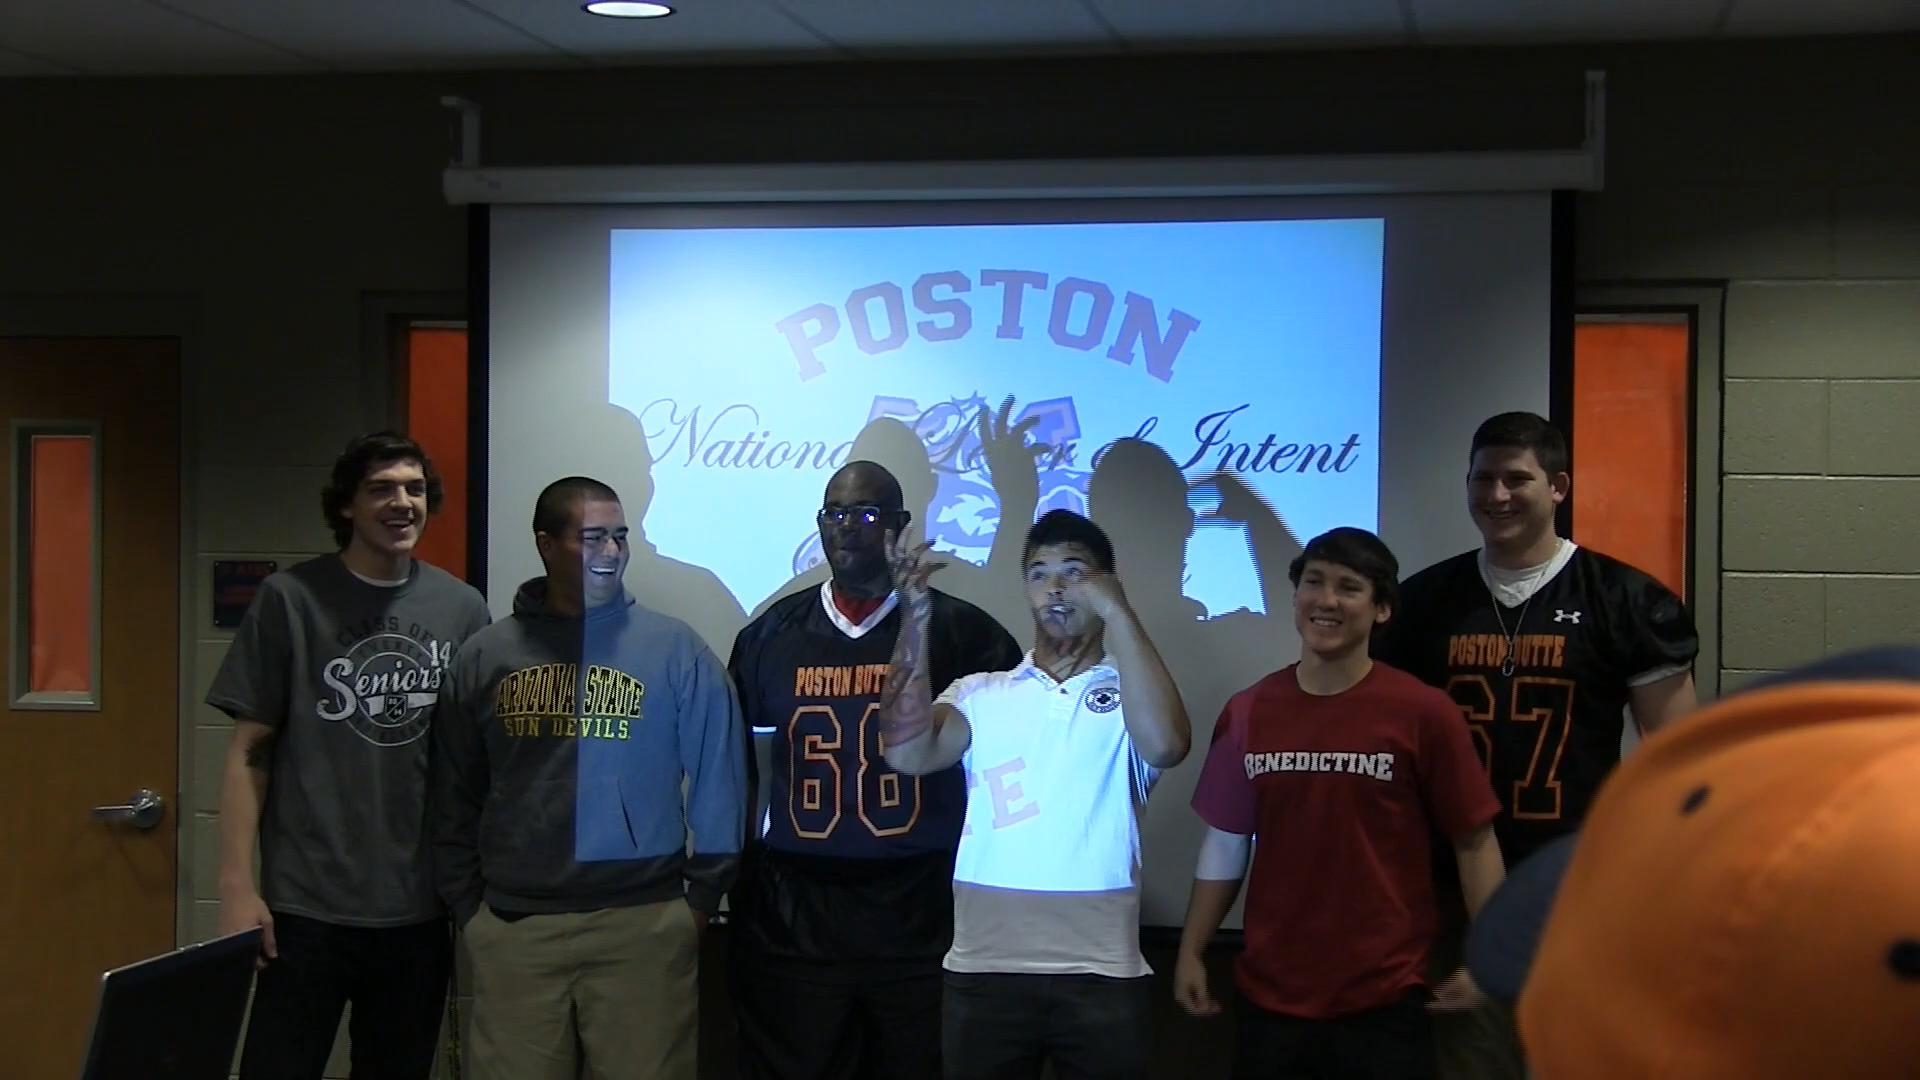 POSTON
National Letter of Intent
CLASS OF
14
Seniors
ARIZONA STATE
SUN DEVILS
POSTON BUTTE
68
TE
BENEDICTINE
POSTON BUTTE
67